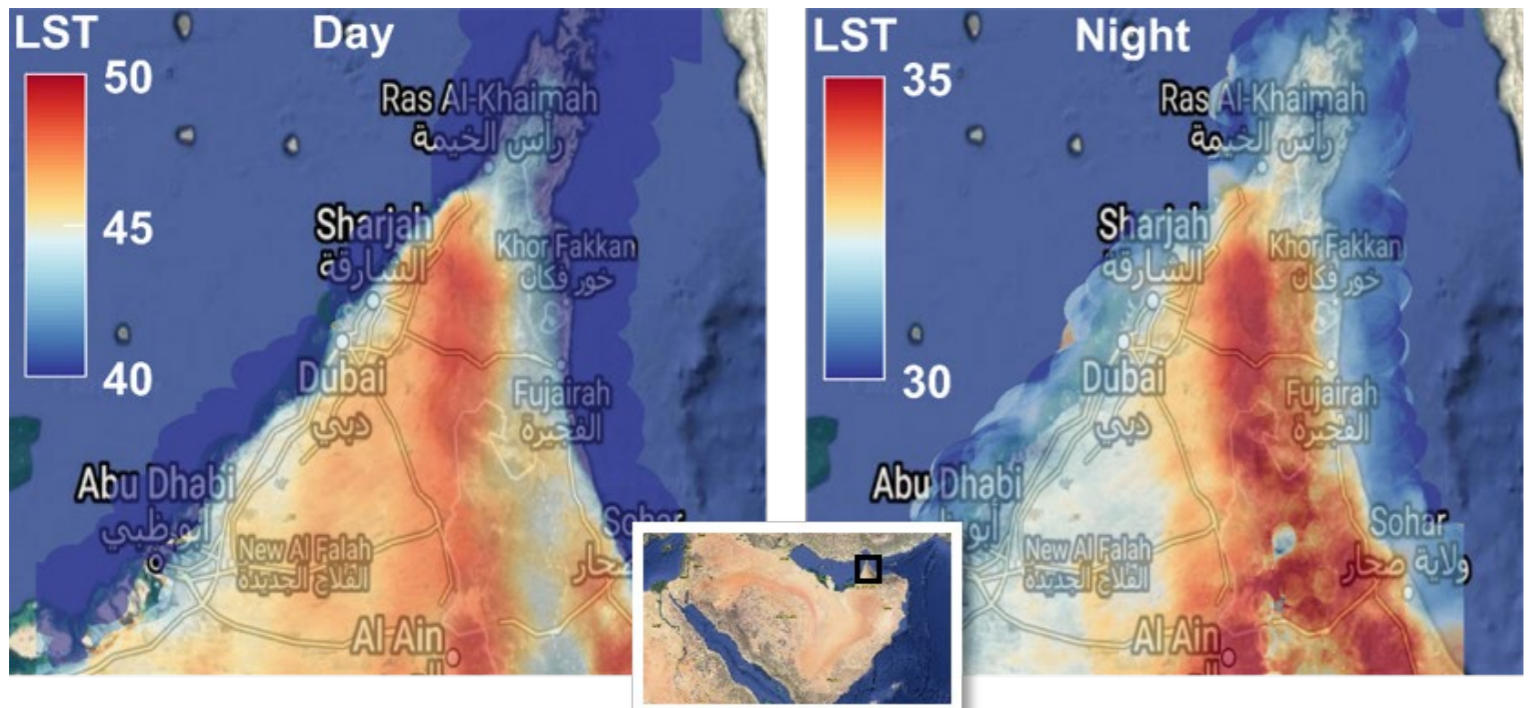 LST
Day
50
45
40
Ras Al-Khaimah
رأس الخيمة
Sharjah
الشارقة
Khor Fakkan
خور فكان
Dubai
دبي
Fujairah
الفجيرة
Abu Dhabi
أبوظبي
New Al Falah
الفلاح الجديدة
Sohar
صحار
Al Ain
LST
Night
35
30
Ras Al-Khaimah
رأس الخيمة
Sharjah
الشارقة
Khor Fakkan
خور فكان
Dubai
دبي
Fujairah
الفجيرة
Abu Dhabi
New Al Falah
الفلاح الجديدة
Sohar
ولاية صحار
Al Ain